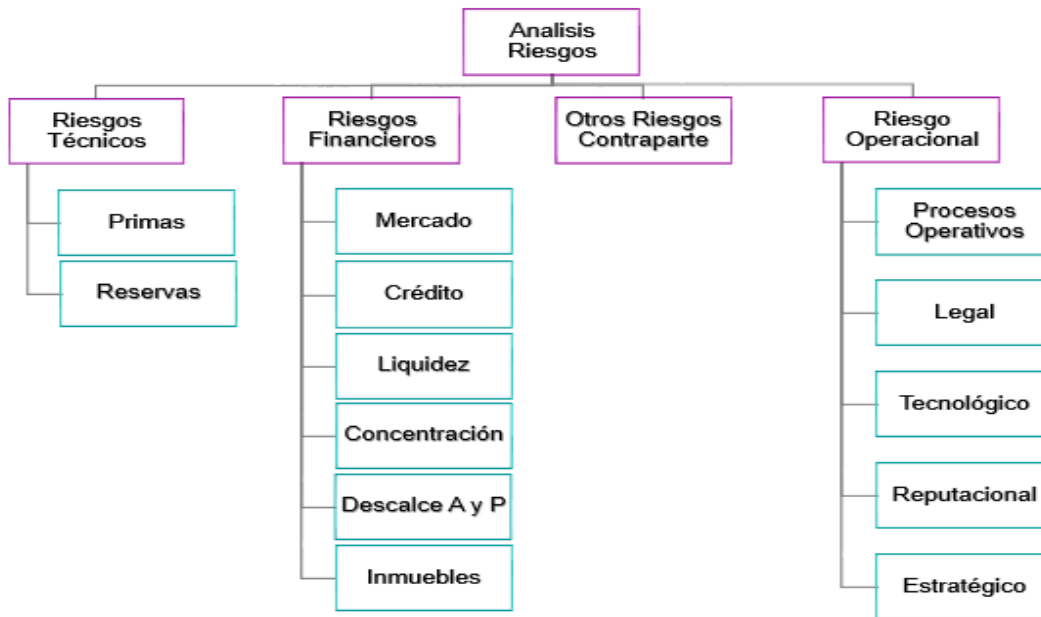 Analisis
Riesgos
Riesgos
Técnicos
Primas
Reservas
Riesgos
Financieros
Mercado
Crédito
Liquidez
Concentración
Descalce A y P
Inmuebles
Otros Riesgos
Contraparte
Riesgo
Operacional
Procesos
Operativos
Legal
Tecnológico
Reputacional
Estratégico